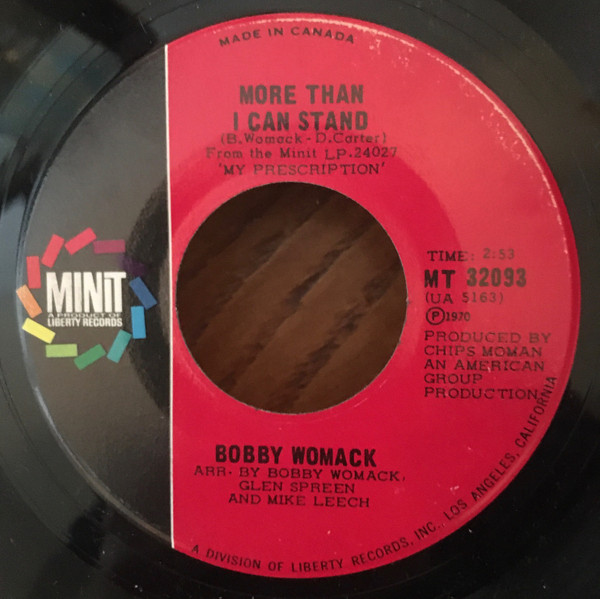 MADE IN CANADA
MORE THAN
I CAN STAND
(B. Womack - D. Carter)
From the Minit LP-24027
'MY PRESCRIPTION'
MINIT
A PRODUCT OF
LIBERTY RECORDS
TIME: 2:53
MT 32093
(UA 5163)
Ⓟ1970
PRODUCED BY
CHIPS MOMAN
AN AMERICAN
GROUP
PRODUCTION
BOBBY WOMACK
ARR- BY BOBBY WOMACK,
GLEN SPREEN
AND MIKE LEECH
A DIVISION OF LIBERTY RECORDS, INC., LOS ANGELES, CALIFORNIA